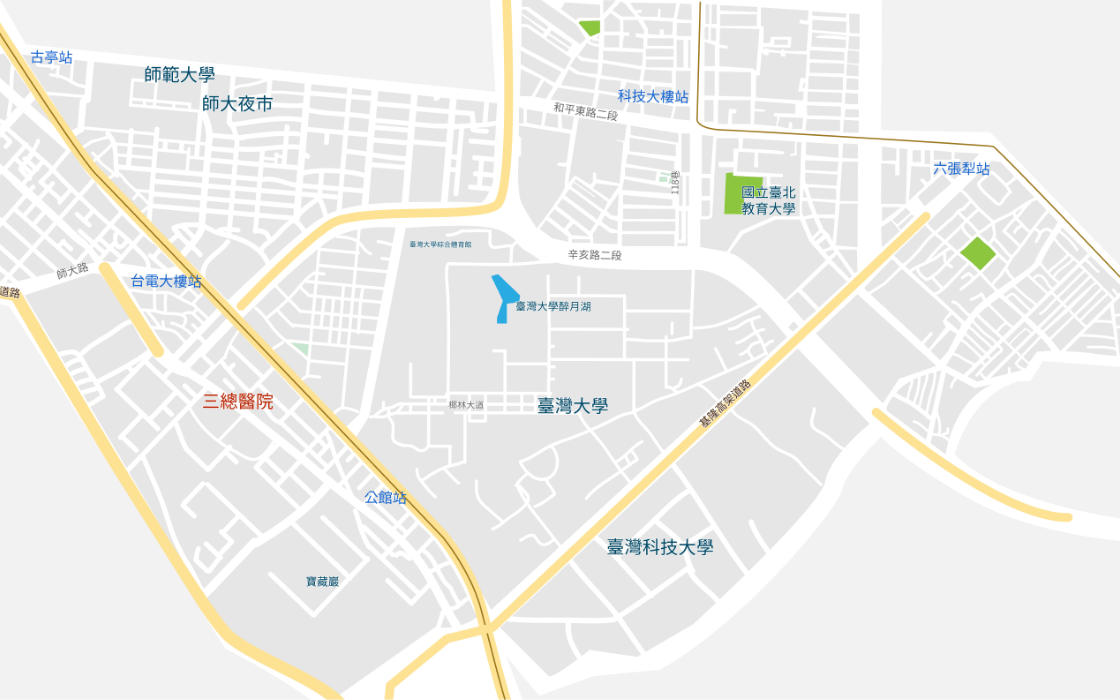 古亭站
師範大學
師大夜市
科技大樓站
和平東路二段
118巷
六張犁站
國立臺北
教育大學
臺灣大學綜合體育館
辛亥路二段
師大路
台電大樓站
道路
臺灣大學醉月湖
三總醫院
椰林大道
臺灣大學
基隆高架道路
公館站
臺灣科技大學
寶藏巖